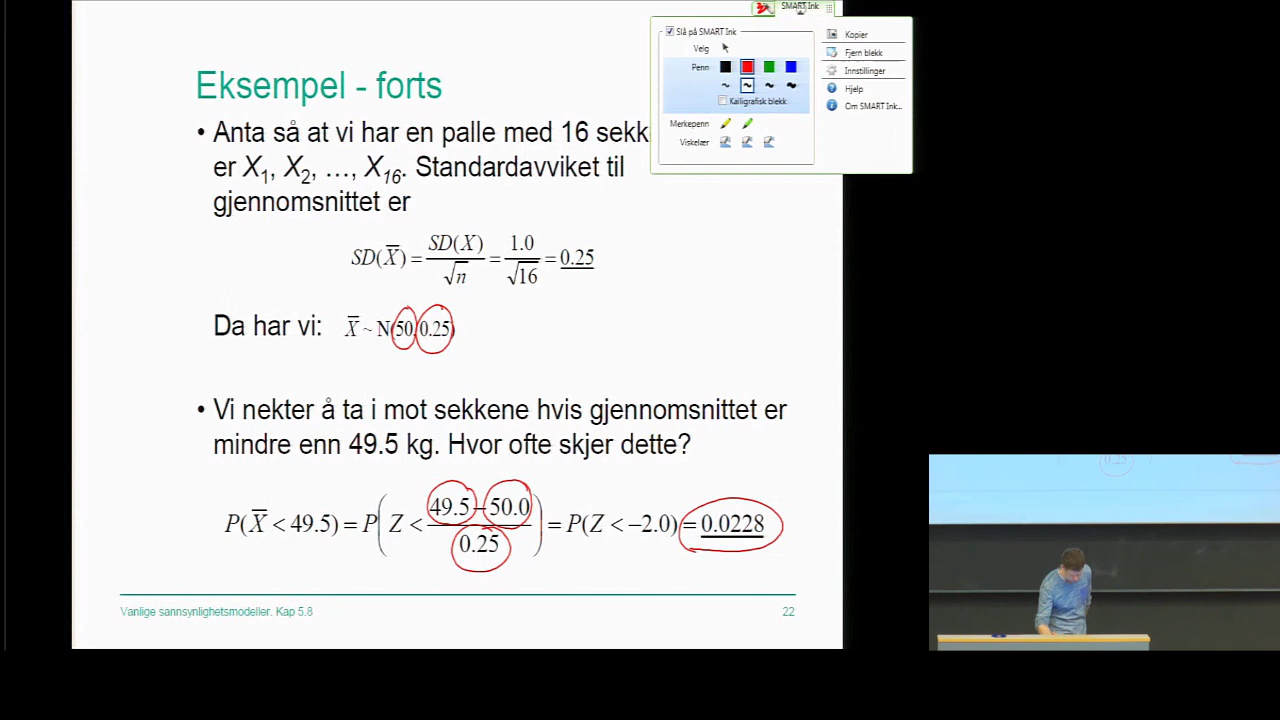 SMART Ink
Slå på SMART Ink
Velg
Penn
Kalligrafisk blekk
Merkepenn
Viskelær
Kopier
Fjern blekk
Innstillinger
Hjelp
Om SMART Ink...
Eksempel - forts
• Anta så at vi har en palle med 16 sekk
er X₁, X₂, …, X₁₆. Standardavviket til
gjennomsnittet er
SD(X̅) = SD(X)/√n = 1.0/√16 = 0.25
Da har vi: X̅ ~ N(50, 0.25)
• Vi nekter å ta i mot sekkene hvis gjennomsnittet er
mindre enn 49.5 kg. Hvor ofte skjer dette?
P(X̅ < 49.5) = P(Z < (49.5 − 50.0)/0.25) = P(Z < −2.0) = 0.0228
Vanlige sannsynlighetsmodeller. Kap 5.8
22
0.25